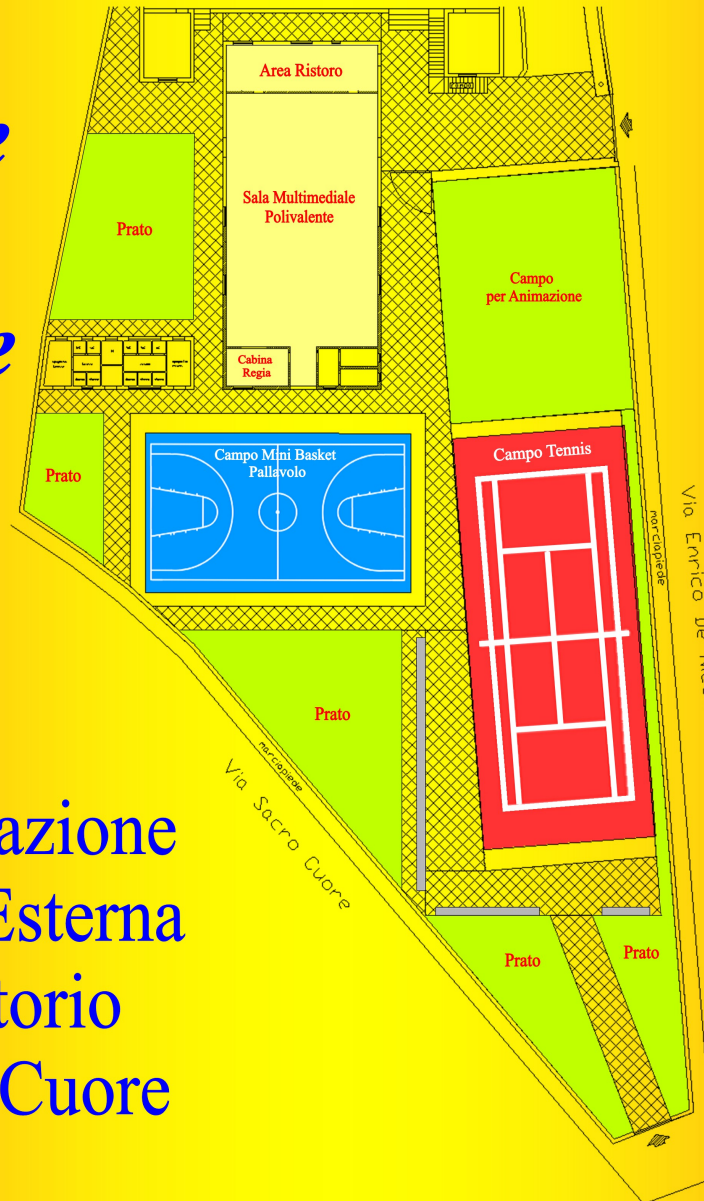 Area Ristoro
Sala Multimediale
Polivalente
Prato
Campo
per Animazione
Cabina
Regia
Prato
Campo Mini Basket
Pallavolo
Campo Tennis
marciapiede
Via Enrico De
Prato
marciapiede
Via Sacro Cuore
azione
Esterna
torio
Cuore
Prato
Prato